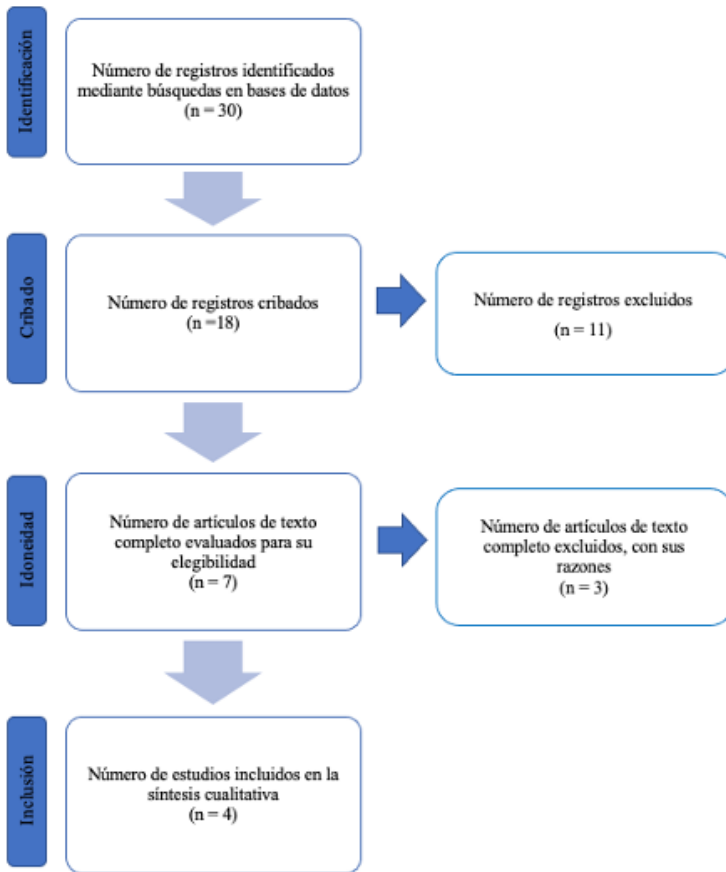 Identificación
Número de registros identificados
mediante búsquedas en bases de datos
(n = 30)
Cribado
Número de registros cribados
(n =18)
Número de registros excluidos
(n = 11)
Idoneidad
Número de artículos de texto
completo evaluados para su
elegibilidad
(n = 7)
Número de artículos de texto
completo excluidos, con sus
razones
(n = 3)
Inclusión
Número de estudios incluidos en la
síntesis cualitativa
(n = 4)